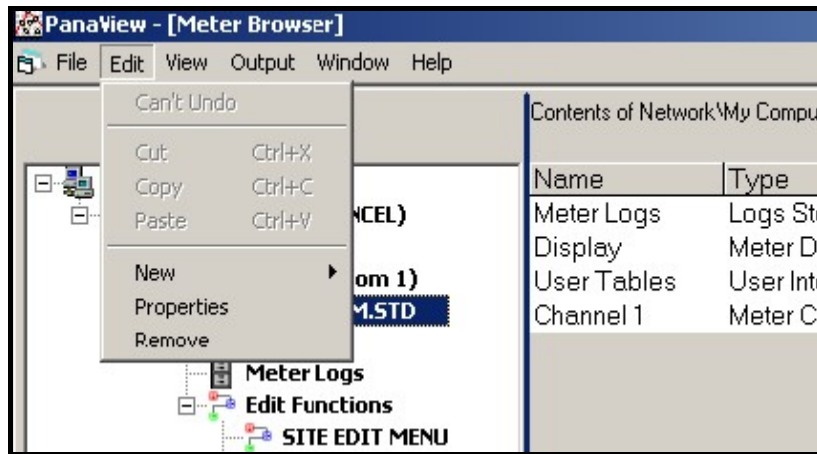 PanaView - [Meter Browser]
File Edit View Output Window Help
Can't Undo
Cut Ctrl+X
Copy Ctrl+C
Paste Ctrl+V
New
Properties
Remove
NCEL)
om 1)
M.STD
Meter Logs
Edit Functions
SITE EDIT MENU
Contents of Network\My Compu
Name Type
Meter Logs Logs Sto
Display Meter D
User Tables User Int
Channel 1 Meter C